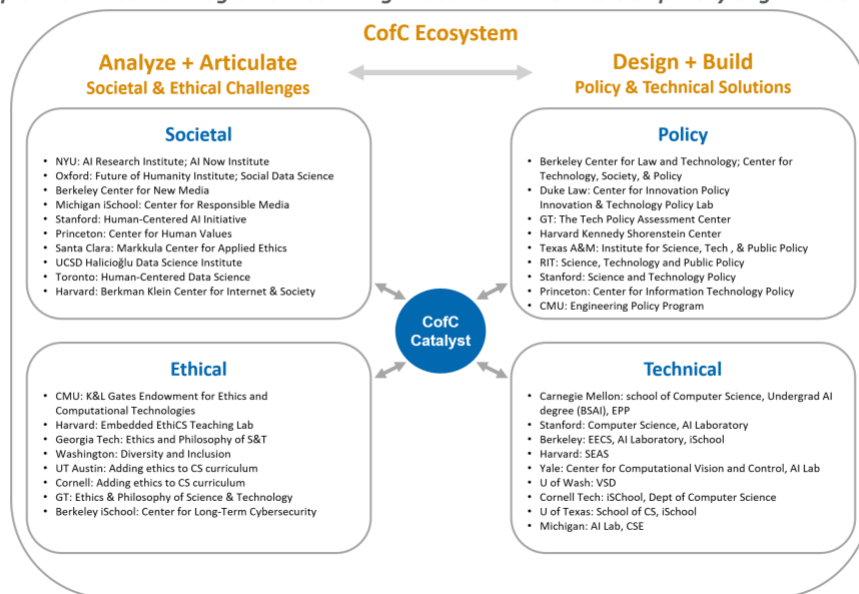 CofC Ecosystem
Analyze + Articulate
Societal & Ethical Challenges
Design + Build
Policy & Technical Solutions
Societal
• NYU: AI Research Institute; AI Now Institute
• Oxford: Future of Humanity Institute; Social Data Science
• Berkeley Center for New Media
• Michigan iSchool: Center for Responsible Media
• Stanford: Human-Centered AI Initiative
• Princeton: Center for Human Values
• Santa Clara: Markkula Center for Applied Ethics
• UCSD Halicioğlu Data Science Institute
• Toronto: Human-Centered Data Science
• Harvard: Berkman Klein Center for Internet & Society
Policy
• Berkeley Center for Law and Technology; Center for
Technology, Society, & Policy
• Duke Law: Center for Innovation Policy
Innovation & Technology Policy Lab
• GT: The Tech Policy Assessment Center
• Harvard Kennedy Shorenstein Center
• Texas A&M: Institute for Science, Tech , & Public Policy
• RIT: Science, Technology and Public Policy
• Stanford: Science and Technology Policy
• Princeton: Center for Information Technology Policy
• CMU: Engineering Policy Program
CofC
Catalyst
Ethical
• CMU: K&L Gates Endowment for Ethics and
Computational Technologies
• Harvard: Embedded EthiCS Teaching Lab
• Georgia Tech: Ethics and Philosophy of S&T
• Washington: Diversity and Inclusion
• UT Austin: Adding ethics to CS curriculum
• Cornell: Adding ethics to CS curriculum
• GT: Ethics & Philosophy of Science & Technology
• Berkeley iSchool: Center for Long-Term Cybersecurity
Technical
• Carnegie Mellon: school of Computer Science, Undergrad AI
degree (BSAI), EPP
• Stanford: Computer Science, AI Laboratory
• Berkeley: EECS, AI Laboratory, iSchool
• Harvard: SEAS
• Yale: Center for Computational Vision and Control, AI Lab
• U of Wash: VSD
• Cornell Tech: iSChool, Dept of Computer Science
• U of Texas: School of CS, iSchool
• Michigan: AI Lab, CSE